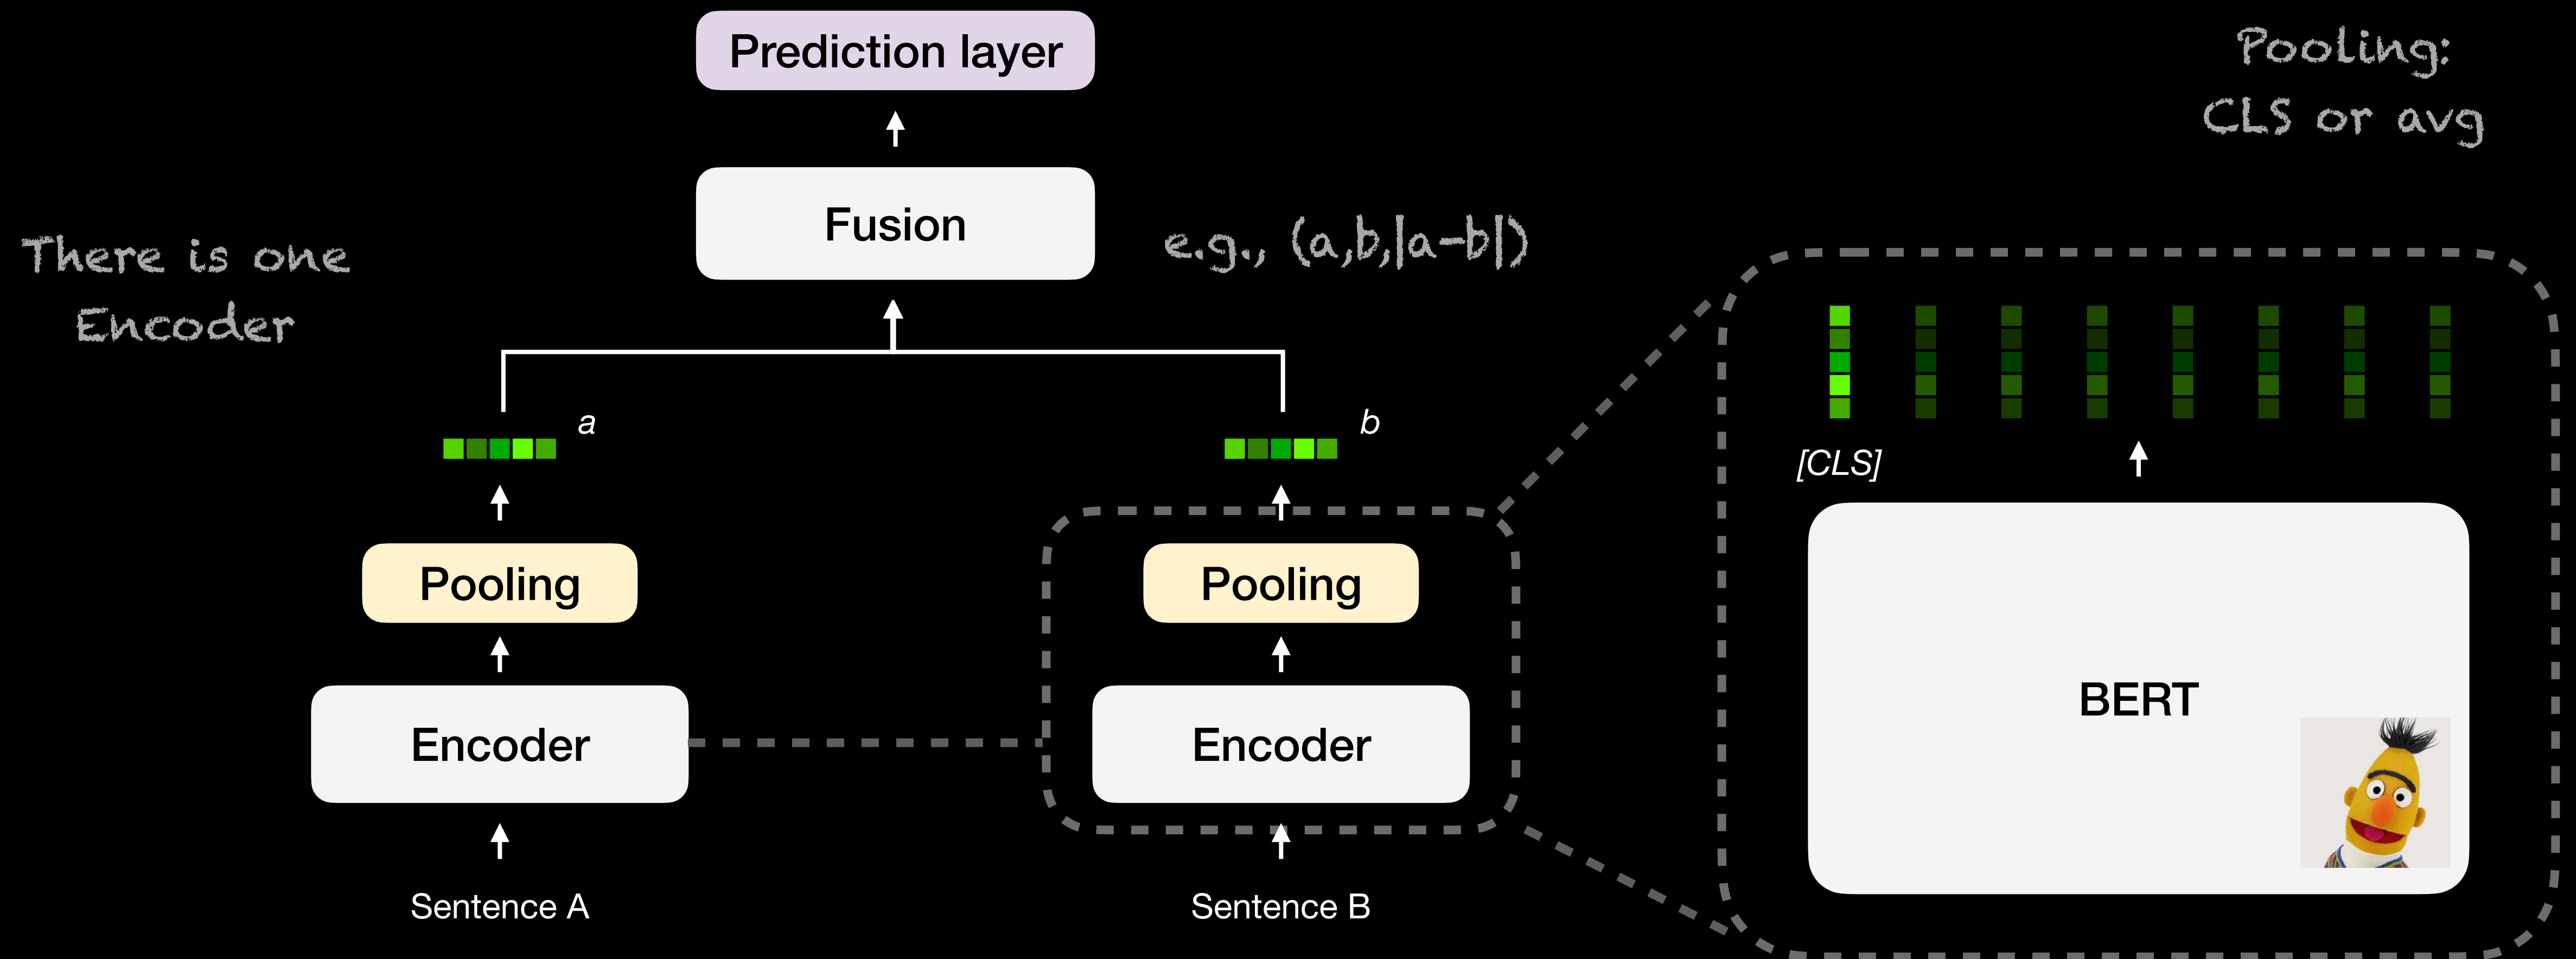 Prediction layer
Pooling:
CLS or avg
Fusion
e.g., (a,b,|a-b|)
There is one
Encoder
a
b
[CLS]
Pooling
Pooling
BERT
Encoder
Encoder
Sentence A
Sentence B